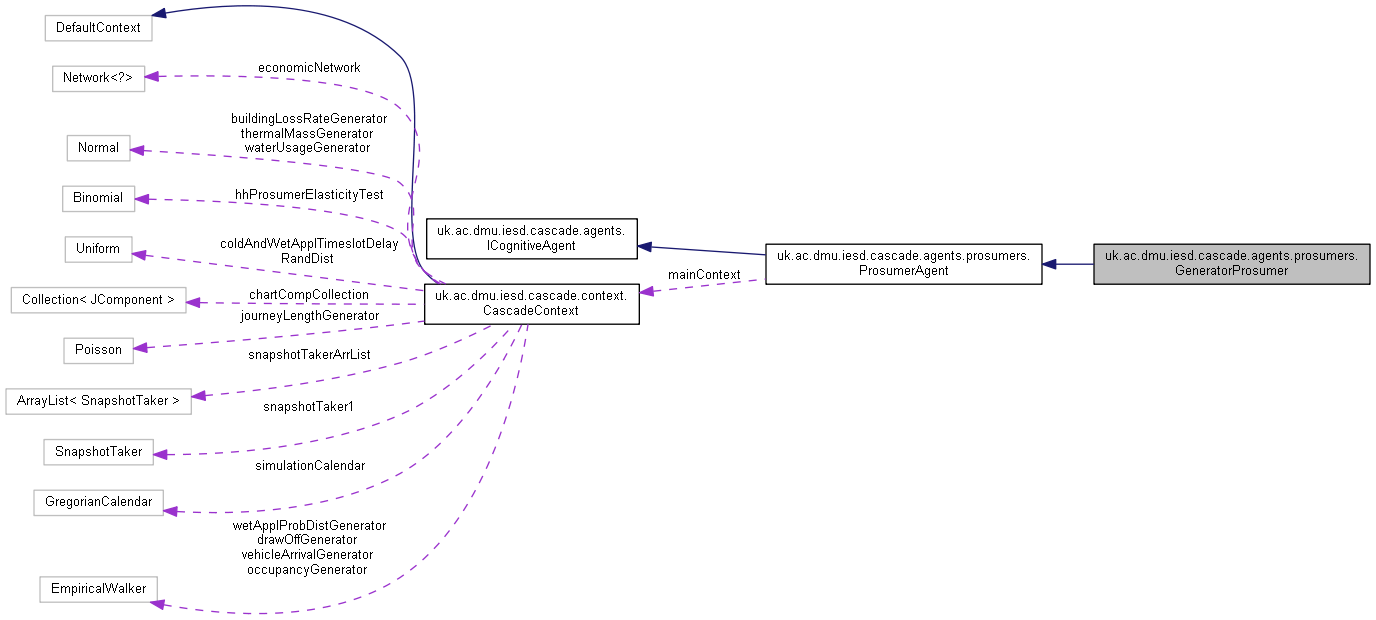 DefaultContext
economicNetwork
Network<?>
buildingLossRateGenerator
thermalMassGenerator
waterUsageGenerator
Normal
hhProsumerElasticityTest
Binomial
coldAndWetApplTimeslotDelay
RandDist
Uniform
uk.ac.dmu.iesd.cascade.agents.
ICognitiveAgent
uk.ac.dmu.iesd.cascade.agents.prosumers.
ProsumerAgent
uk.ac.dmu.iesd.cascade.agents.prosumers.
GeneratorProsumer
mainContext
chartCompCollection
Collection< JComponent >
uk.ac.dmu.iesd.cascade.context.
CascadeContext
journeyLengthGenerator
Poisson
snapshotTakerArrList
ArrayList< SnapshotTaker >
snapshotTaker1
SnapshotTaker
simulationCalendar
GregorianCalendar
wetApplProbDistGenerator
drawOffGenerator
vehicleArrivalGenerator
occupancyGenerator
EmpiricalWalker